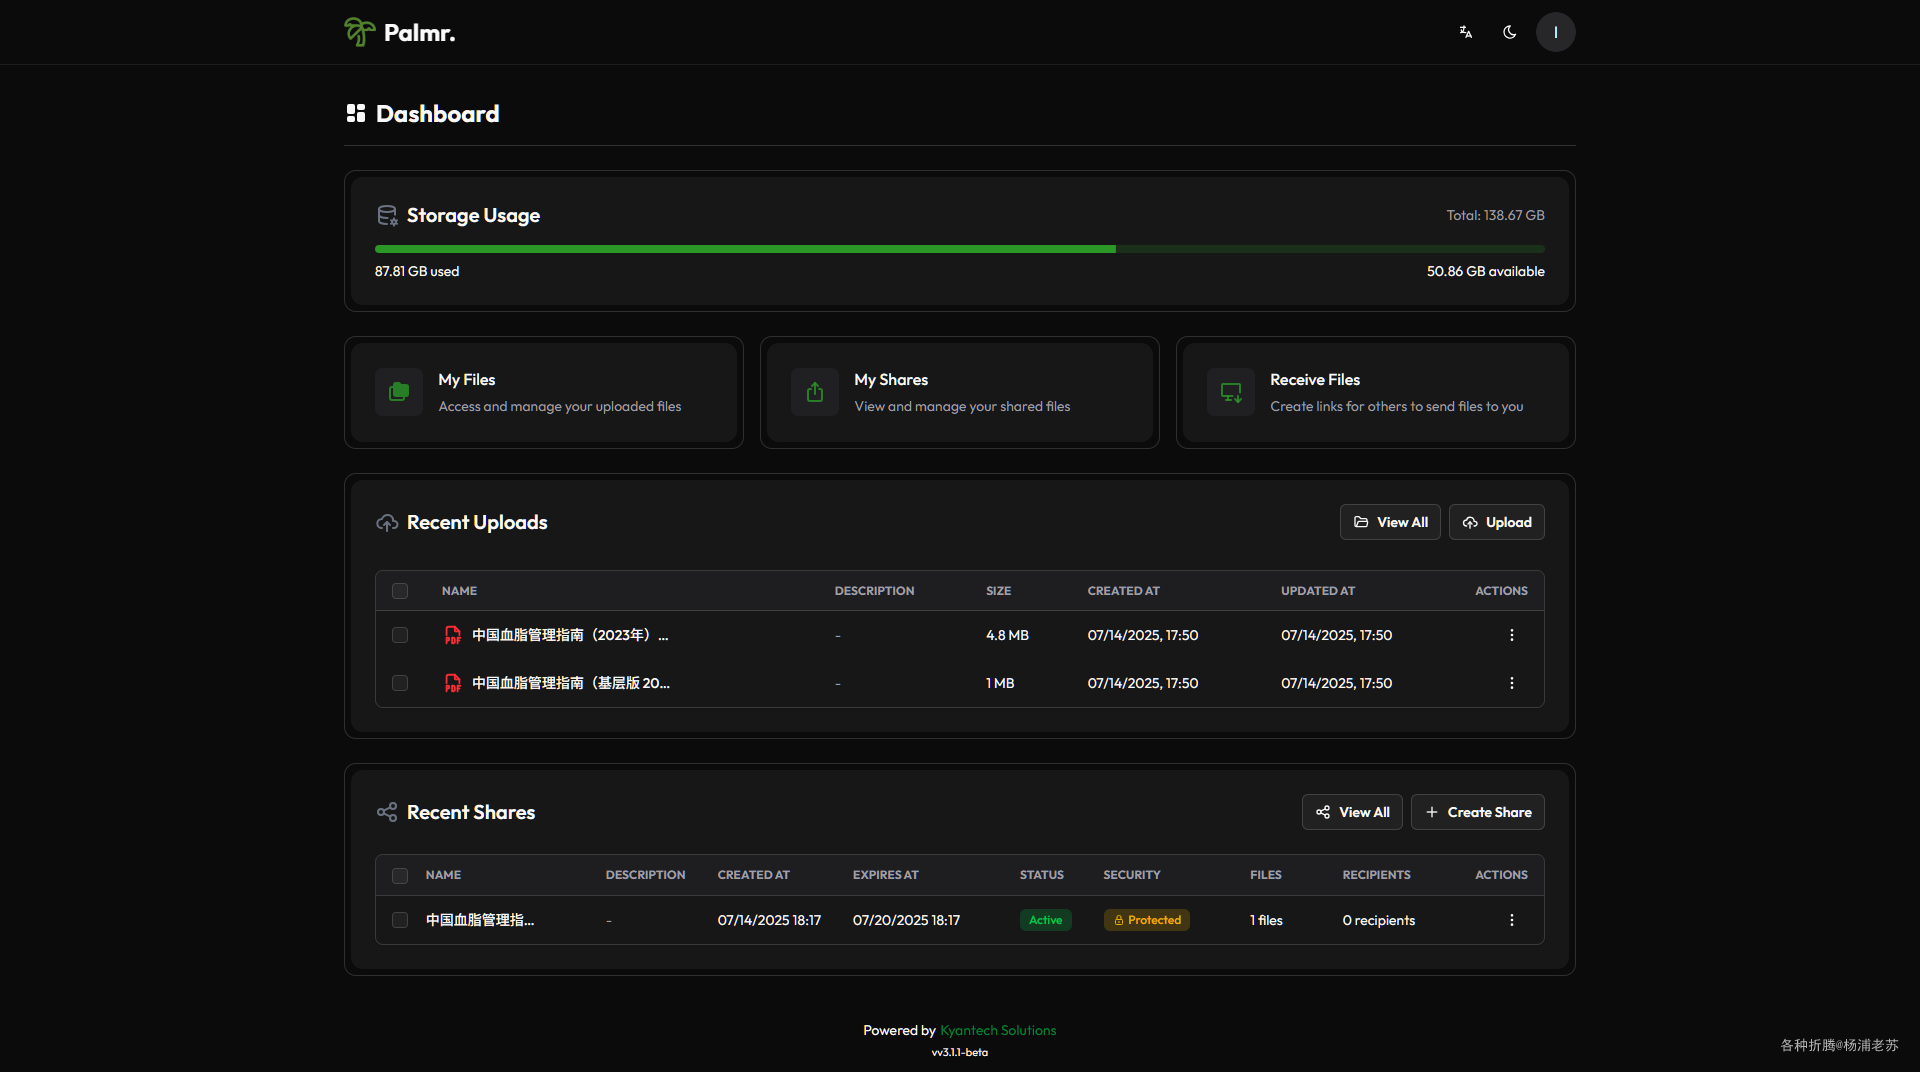 Palmr.
I
Dashboard
Storage Usage
Total: 138.67 GB
87.81 GB used
50.86 GB available
My Files
Access and manage your uploaded files
My Shares
View and manage your shared files
Receive Files
Create links for others to send files to you
Recent Uploads
View All
Upload
NAME DESCRIPTION SIZE CREATED AT UPDATED AT ACTIONS
PDF 中国血脂管理指南（2023年）... - 4.8 MB 07/14/2025, 17:50 07/14/2025, 17:50
PDF 中国血脂管理指南（基层版 20... - 1 MB 07/14/2025, 17:50 07/14/2025, 17:50
Recent Shares
View All
Create Share
NAME DESCRIPTION CREATED AT EXPIRES AT STATUS SECURITY FILES RECIPIENTS ACTIONS
中国血脂管理指... - 07/14/2025 18:17 07/20/2025 18:17 Active Protected 1 files 0 recipients
Powered by Kyantech Solutions
vv3.1.1-beta
各种折腾@杨浦老苏